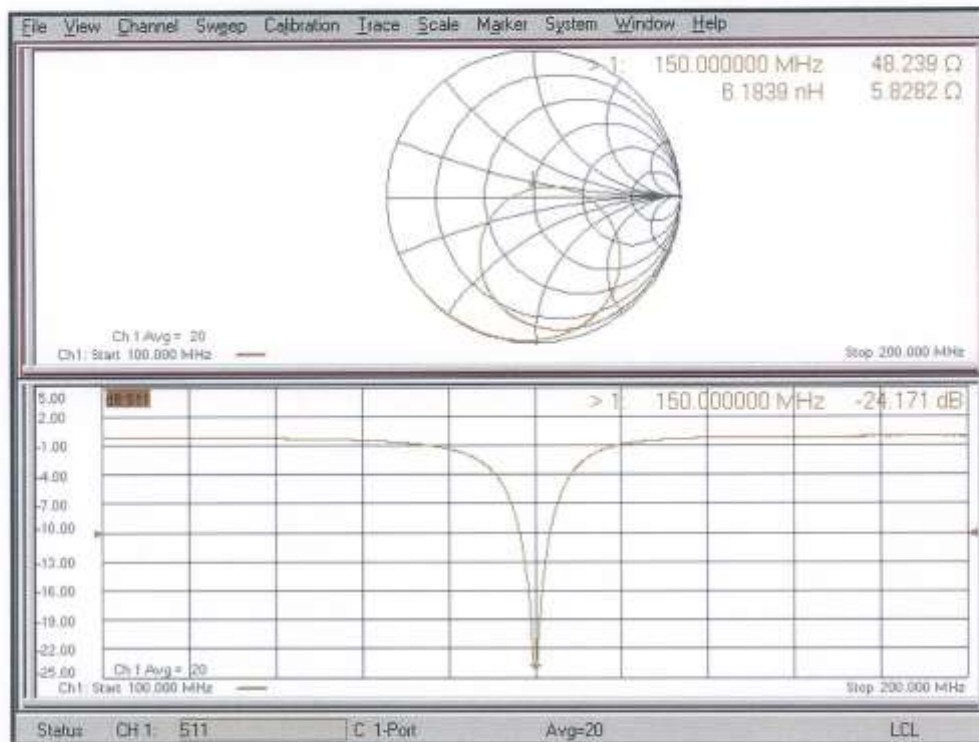 File View Channel Sweep Calibration Trace Scale Marker System Window Help
> 1: 150.000000 MHz 48.239 Ω
6.1839 nH 5.8282 Ω
Ch 1 Avg = 20
Ch1: Start 100.000 MHz
Stop 200.000 MHz
5.00
2.00
-1.00
-4.00
-7.00
-10.00
-13.00
-16.00
-19.00
-22.00
-25.00
dB S11
> 1: 150.000000 MHz -24.171 dB
Ch 1 Avg = 20
Ch1: Start 100.000 MHz
Stop 200.000 MHz
Status CH 1: S11 C 1-Port Avg=20 LCL